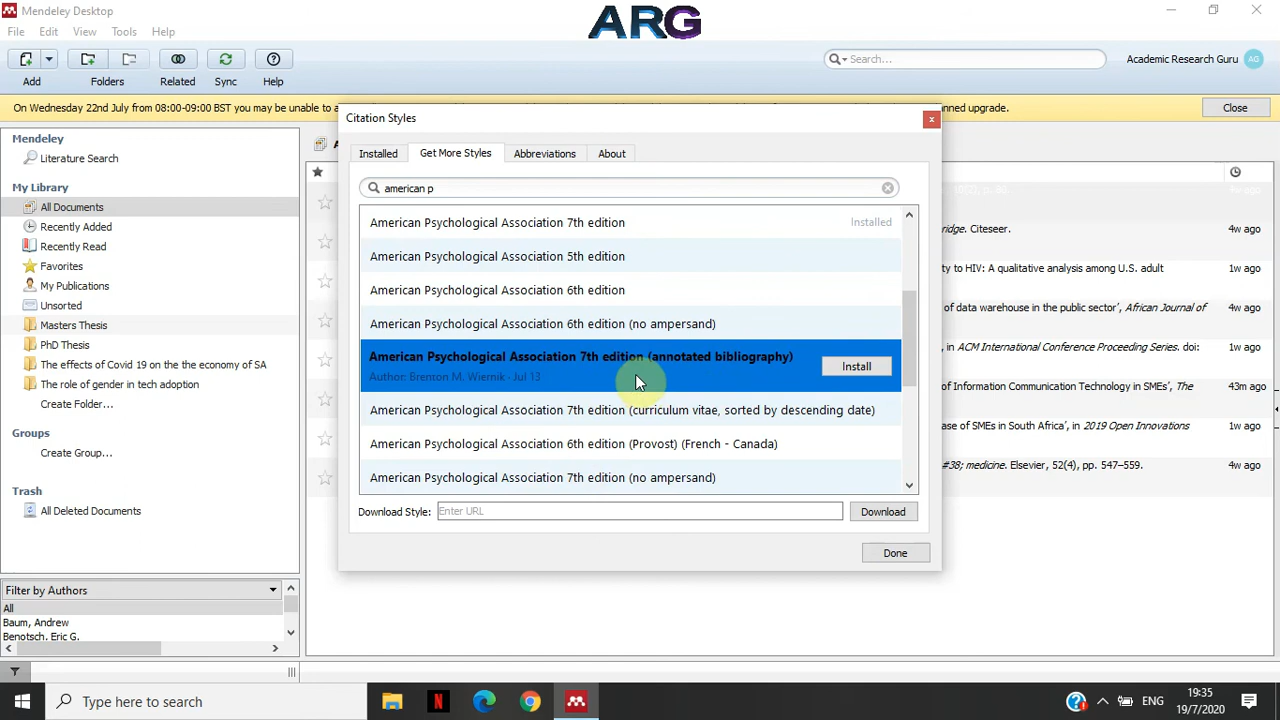 Mendeley Desktop
ARG
File Edit View Tools Help
Add Folders Related Sync Help
Search...
Academic Research Guru AG
On Wednesday 22nd July from 08:00-09:00 BST you may be unable to a
nned upgrade.
Close
Mendeley
Literature Search
My Library
All Documents
Recently Added
Recently Read
Favorites
My Publications
Unsorted
Masters Thesis
PHD Thesis
The effects of Covid 19 on the the economy of SA
The role of gender in tech adoption
Create Folder...
Groups
Create Group...
Trash
All Deleted Documents
Filter by Authors
All
Baum, Andrew
Benotsch, Eric G.
Citation Styles
Installed Get More Styles Abbreviations About
american p
American Psychological Association 7th edition Installed
American Psychological Association 5th edition
American Psychological Association 6th edition
American Psychological Association 6th edition (no ampersand)
American Psychological Association 7th edition (annotated bibliography)
Author: Brenton M. Wiernik - Jul 13
Install
American Psychological Association 7th edition (curriculum vitae, sorted by descending date)
American Psychological Association 6th edition (Provost) (French - Canada)
American Psychological Association 7th edition (no ampersand)
Download Style: Enter URL Download
Done
4w ago
ridge. Citeseer. 4w ago
y to HIV: A qualitative analysis among U.S. adult 1w ago
of data warehouse in the public sector', African Journal of 4w ago
, in ACM International Conference Proceeding Series. doi: 1w ago
of Information Communication Technology in SMEs', The 43m ago
ase of SMEs in South Africa', in 2019 Open Innovations 1w ago
#38; medicine. Elsevier, 52(4), pp. 547–559. 4w ago
Type here to search
ENG
19:35
19/7/2020